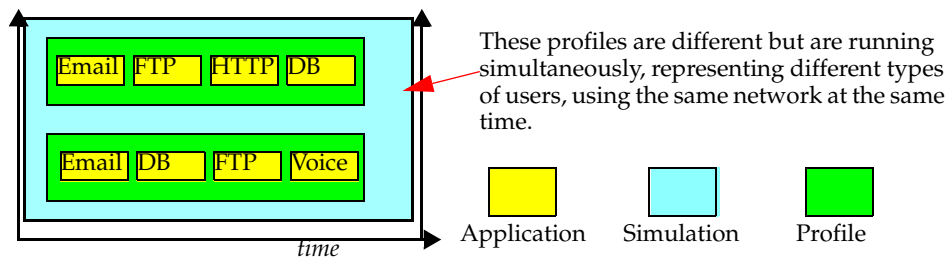 Email FTP HTTP DB
Email DB FTP Voice
time
These profiles are different but are running
simultaneously, representing different types
of users, using the same network at the same
time.
Application Simulation Profile